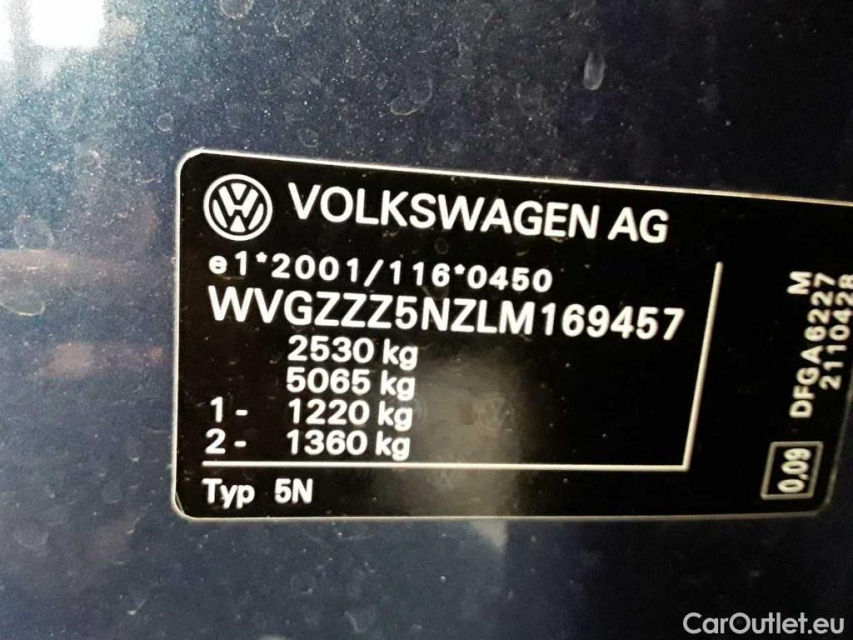 VOLKSWAGEN AG
e1*2001/116*0450
WVGZZZ5NZLM169457
2530 kg
5065 kg
1- 1220 kg
2- 1360 kg
Typ 5N
M
DFGA6227
2110428
0,09
CarOutlet.eu